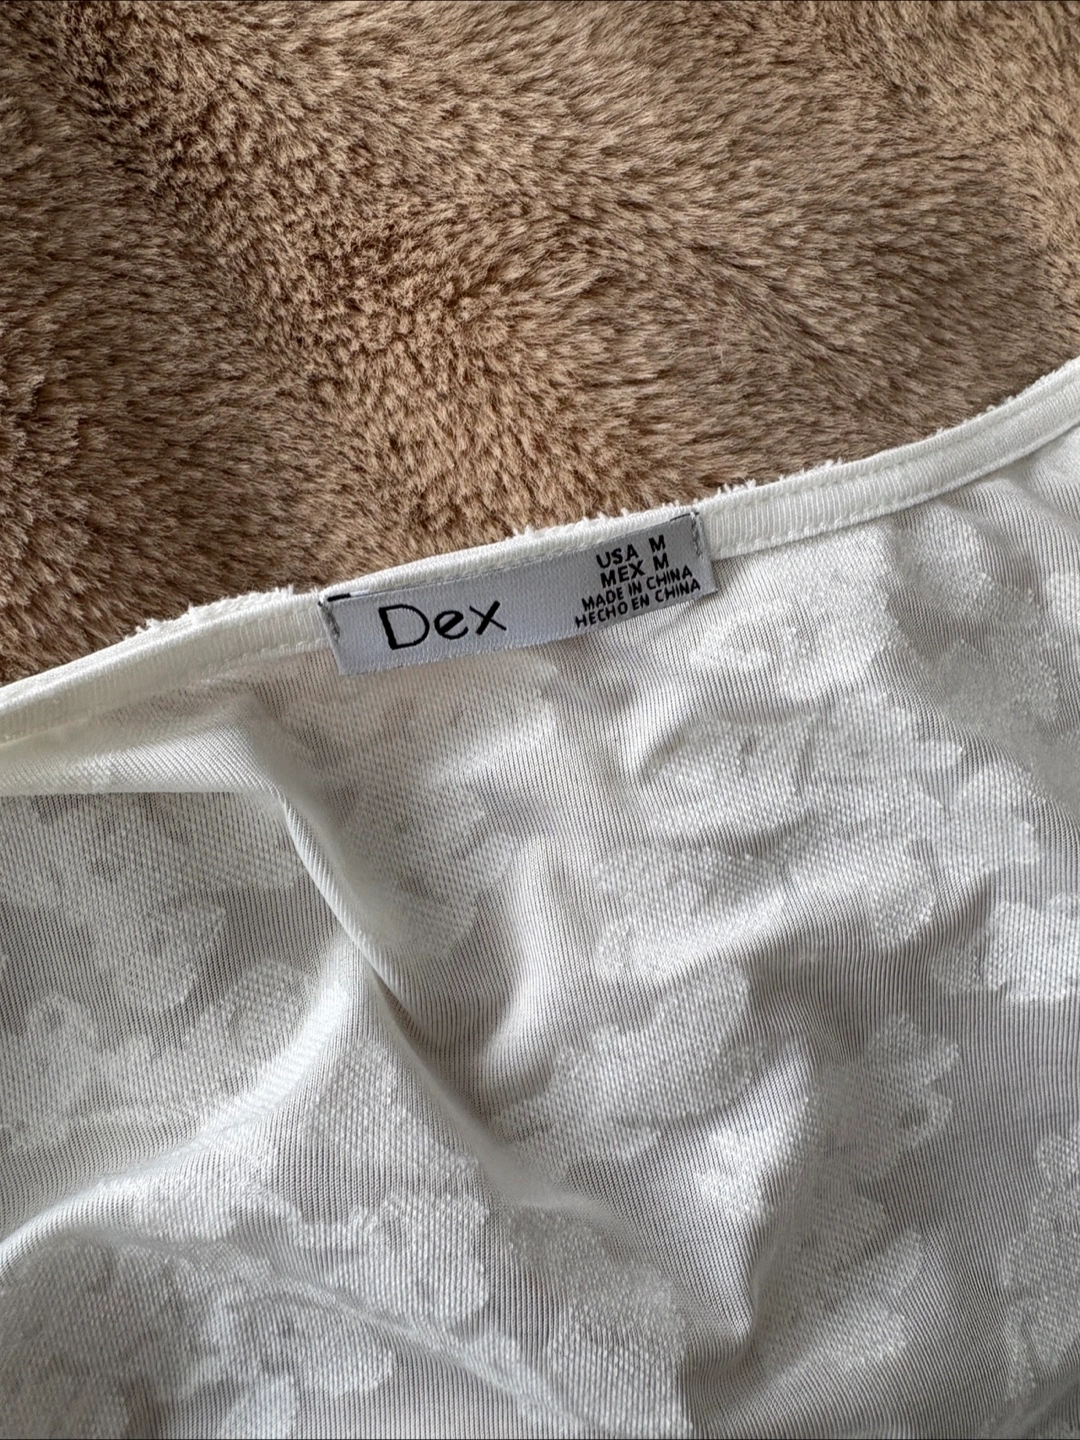 Dex
USA M
MEX M
MADE IN CHINA
HECHO EN CHINA